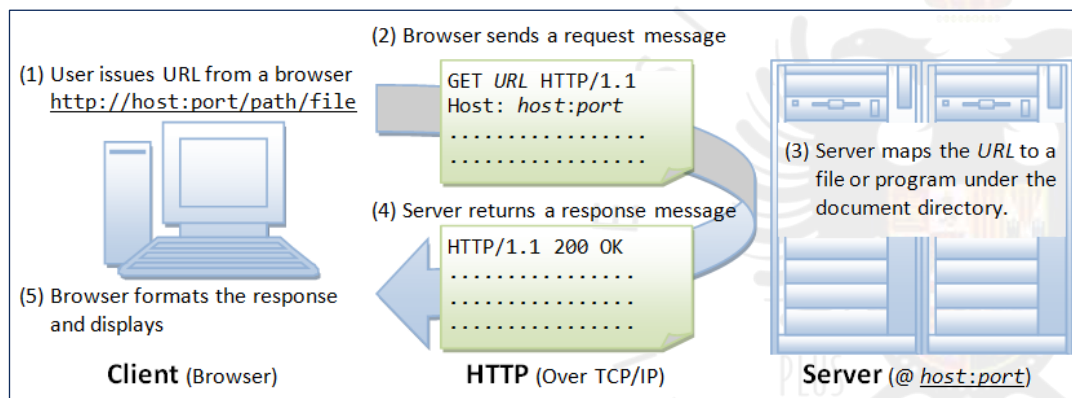 (1) User issues URL from a browser
http://host:port/path/file
(2) Browser sends a request message
GET URL HTTP/1.1
Host: host:port
..................
..................
(3) Server maps the URL to a
file or program under the
document directory.
(4) Server returns a response message
HTTP/1.1 200 OK
.................
.................
.................
(5) Browser formats the response
and displays
Client (Browser)
HTTP (Over TCP/IP)
Server (@ host:port)
PLUS